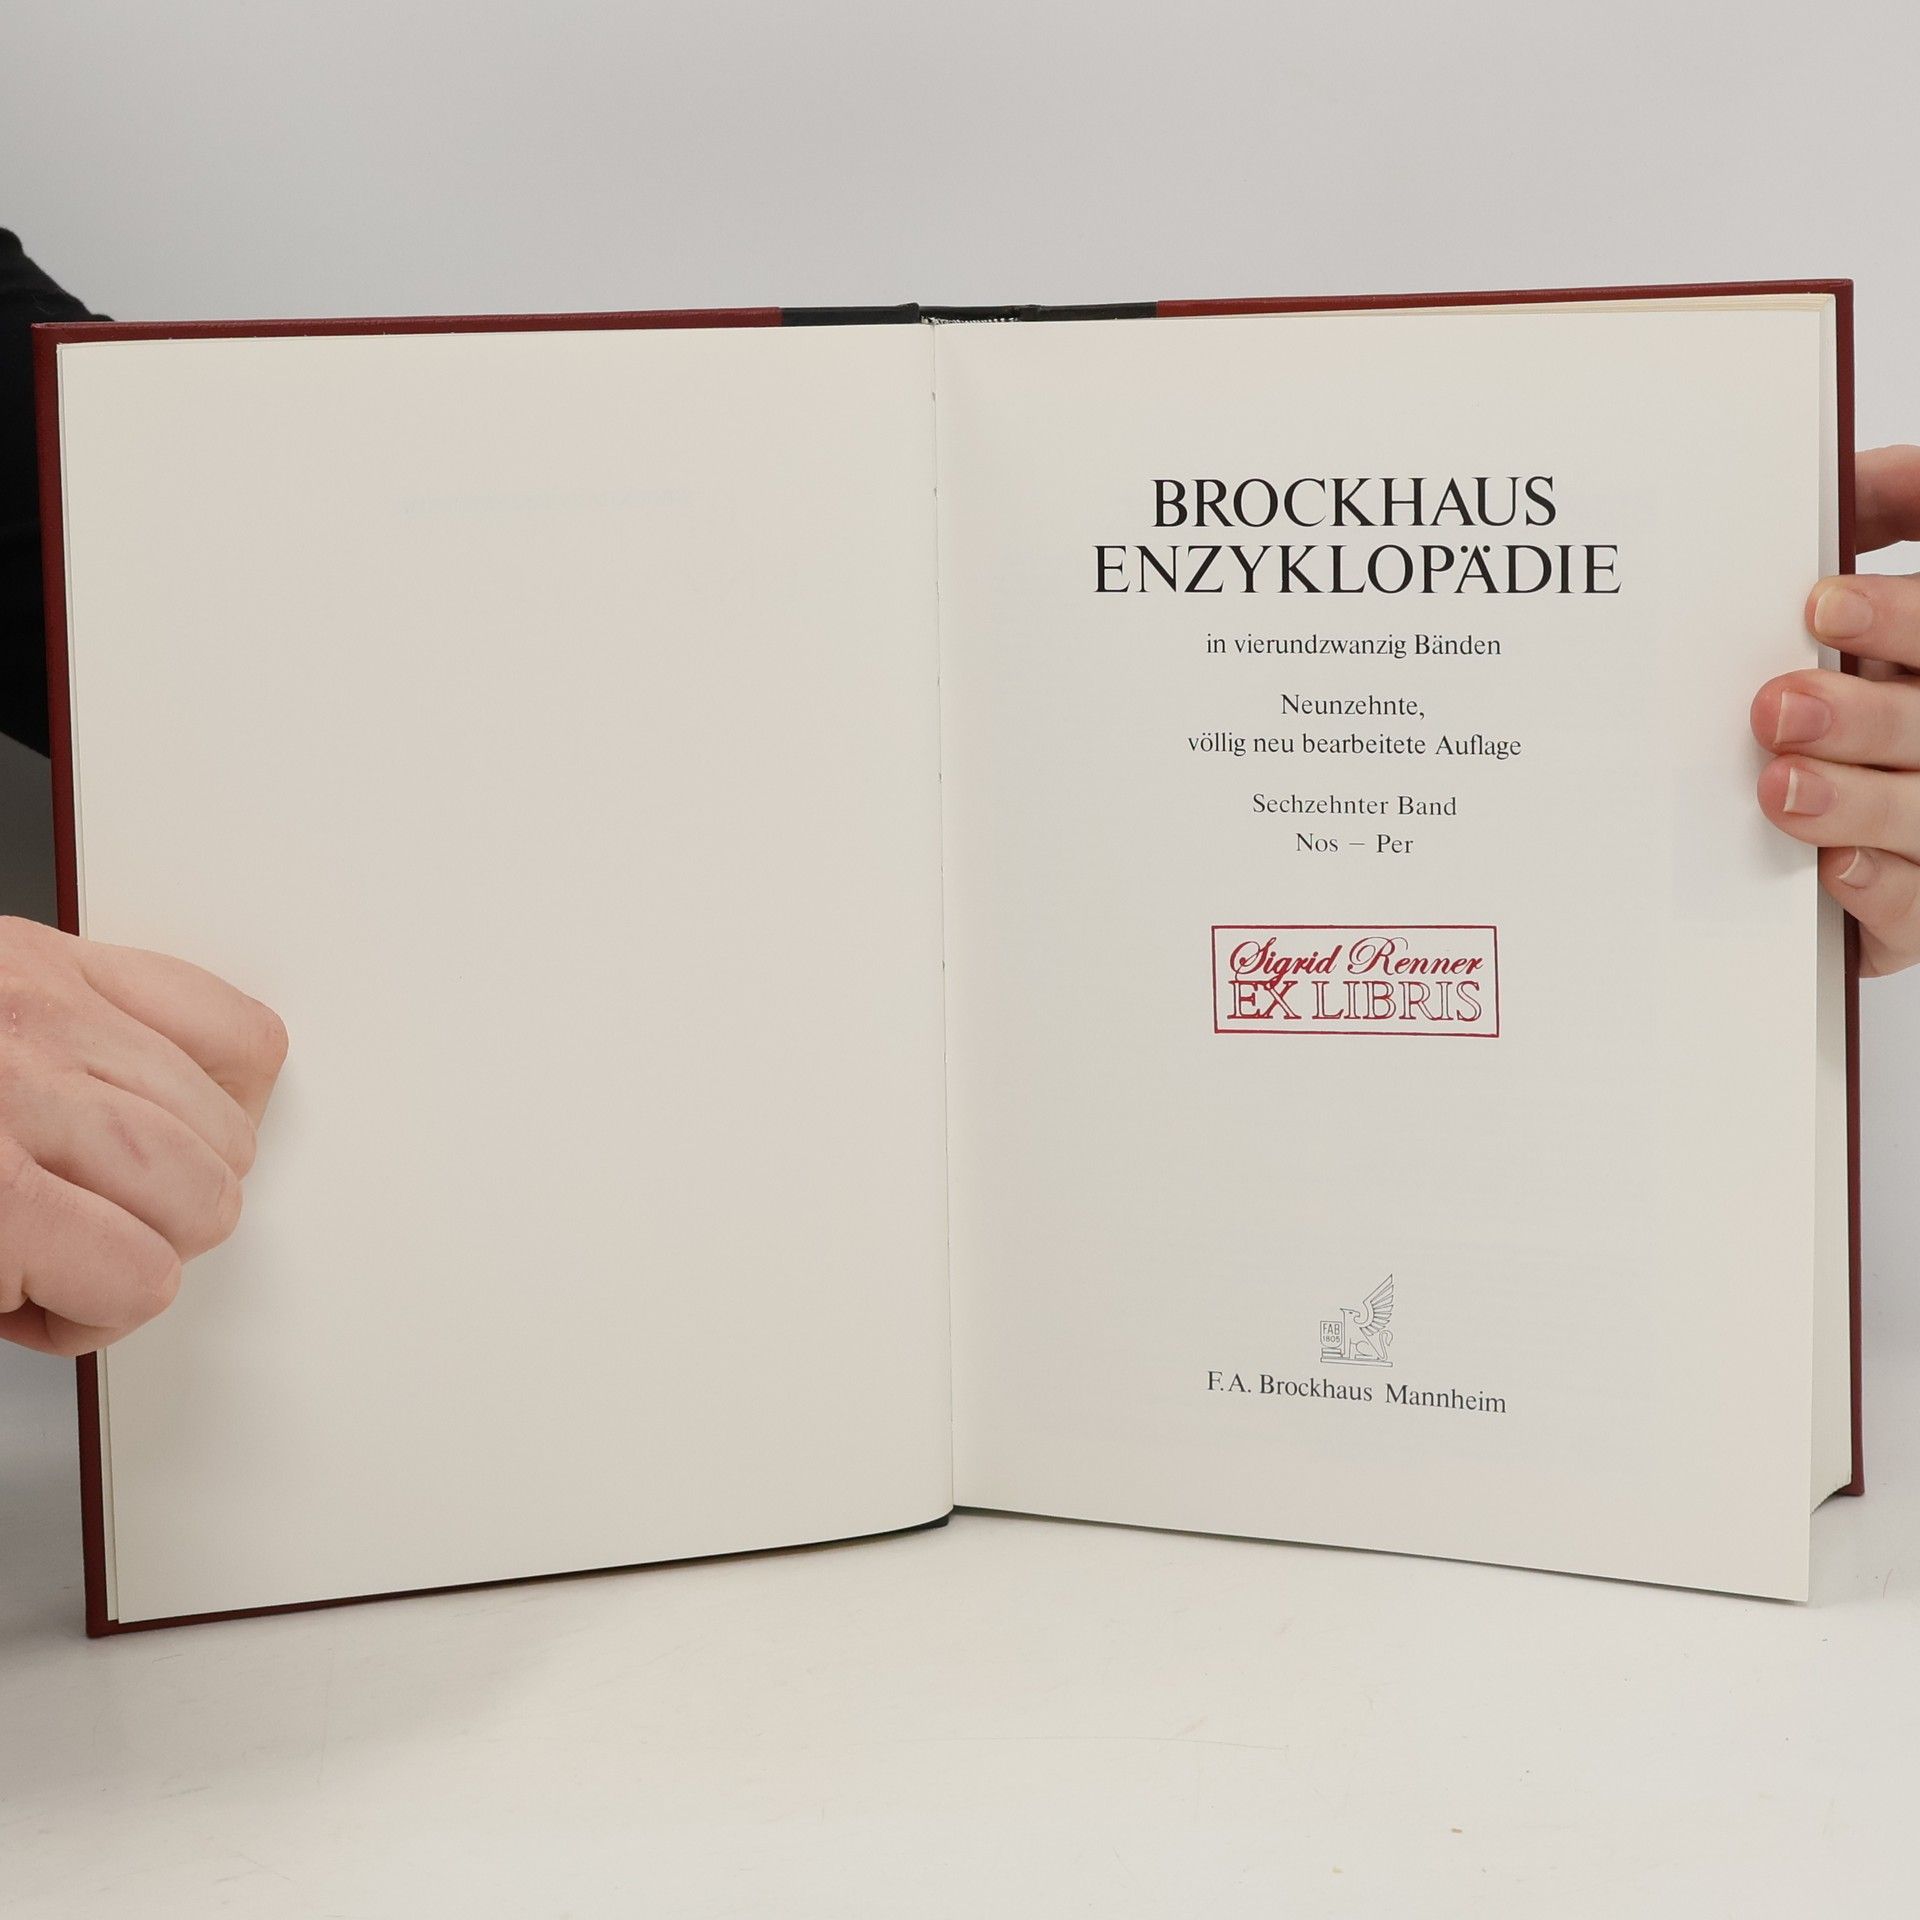 BROCKHAUS
ENZYKLOPÄDIE
in vierundzwanzig Bänden
Neunzehnte,
völlig neu bearbeitete Auflage
Sechzehnter Band
Nos – Per
Sigrid Renner
EX LIBRIS
FAB
1805
F. A. Brockhaus Mannheim